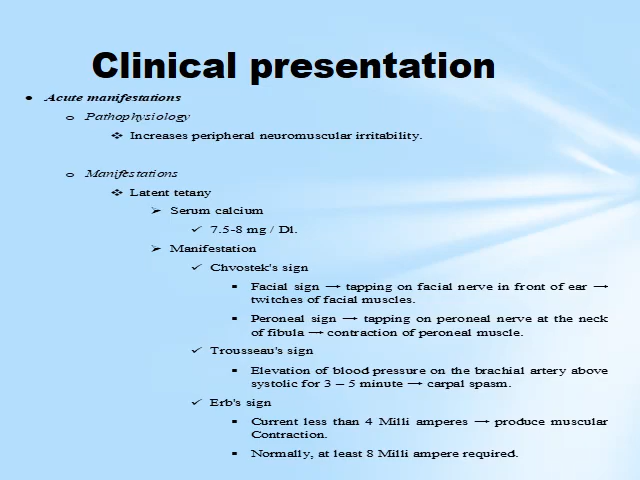 Clinical presentation
• Acute manifestations
o Pathophysiology
❖ Increases peripheral neuromuscular irritability.
o Manifestations
❖ Latent tetany
➢ Serum calcium
✓ 7.5-8 mg / Dl.
➢ Manifestation
✓ Chvostek's sign
▪ Facial sign → tapping on facial nerve in front of ear →
twitches of facial muscles.
▪ Peroneal sign → tapping on peroneal nerve at the neck
of fibula → contraction of peroneal muscle.
✓ Trousseau's sign
▪ Elevation of blood pressure on the brachial artery above
systolic for 3 – 5 minute → carpal spasm.
✓ Erb's sign
▪ Current less than 4 Milli amperes → produce muscular
Contraction.
▪ Normally, at least 8 Milli ampere required.